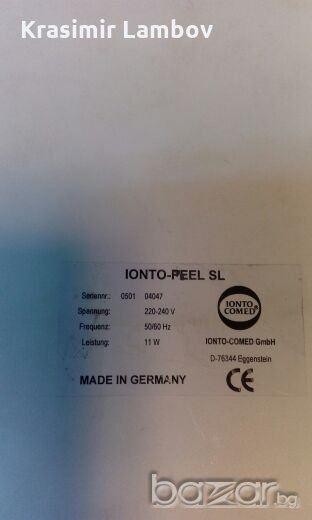 Krasimir Lambov
IONTO-PEEL SL
Seriennr.: 0501 04047
Spannung: 220-240 V
Frequenz: 50/60 Hz
Leistung: 11 W
IONTO
COMED
IONTO-COMED GmbH
D-76344 Eggenstein
MADE IN GERMANY CE
bazar.bg